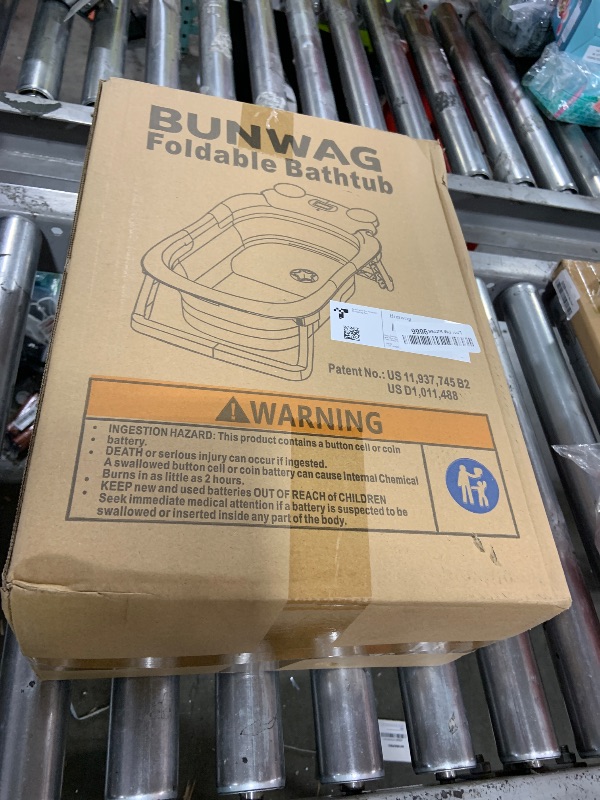 BUNWAG
Foldable Bathtub
Patent No.: US 11,937,745 B2
US D1,011,488
WARNING
• INGESTION HAZARD: This product contains a button cell or coin
• battery.
• DEATH or serious injury can occur if ingested.
A swallowed button cell or coin battery can cause Internal Chemical
• Burns in as little as 2 hours.
• KEEP new and used batteries OUT OF REACH of CHILDREN
• Seek immediate medical attention if a battery is suspected to be
swallowed or inserted inside any part of the body.